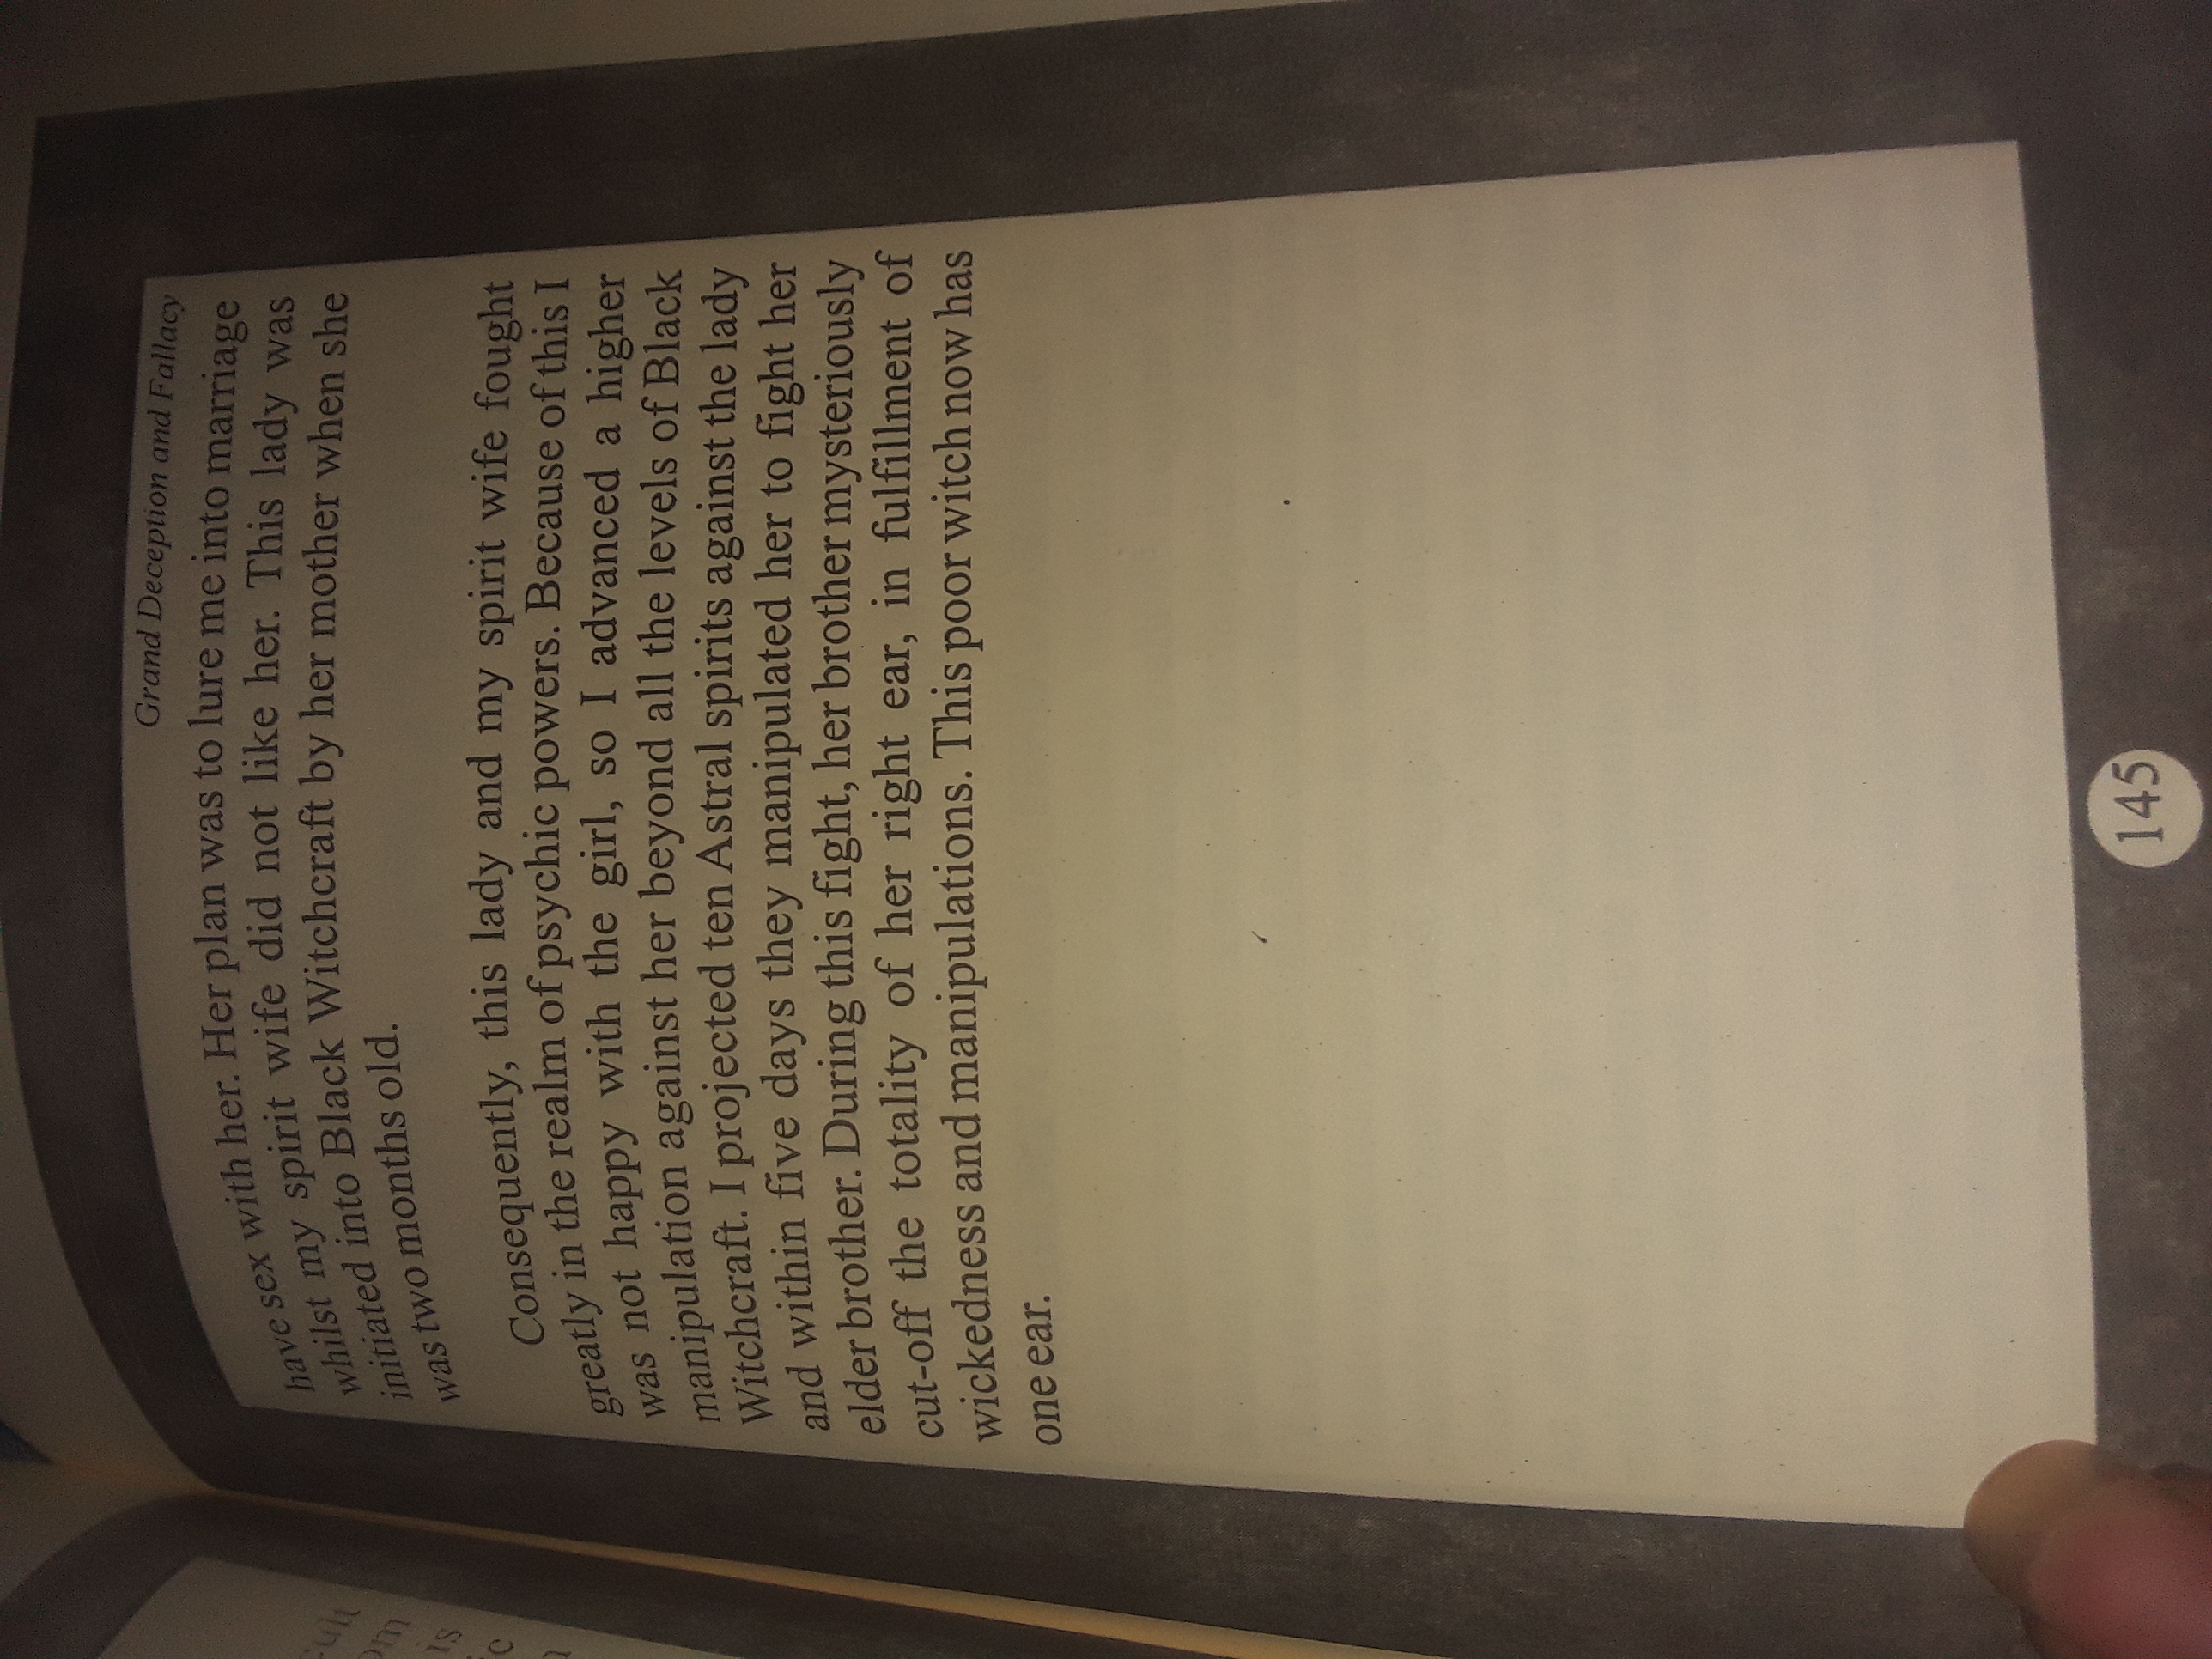 cult
om
is
Grand Deception and Fallacy
have sex with her. Her plan was to lure me into marriage
whilst my spirit wife did not like her. This lady was
initiated into Black Witchcraft by her mother when she
was two months old.
Consequently, this lady and my spirit wife fought
greatly in the realm of psychic powers. Because of this I
was not happy with the girl, so I advanced a higher
manipulation against her beyond all the levels of Black
Witchcraft. I projected ten Astral spirits against the lady
and within five days they manipulated her to fight her
elder brother. During this fight, her brother mysteriously
cut-off the totality of her right ear, in fulfillment of
wickedness and manipulations. This poor witch now has
one ear.
145